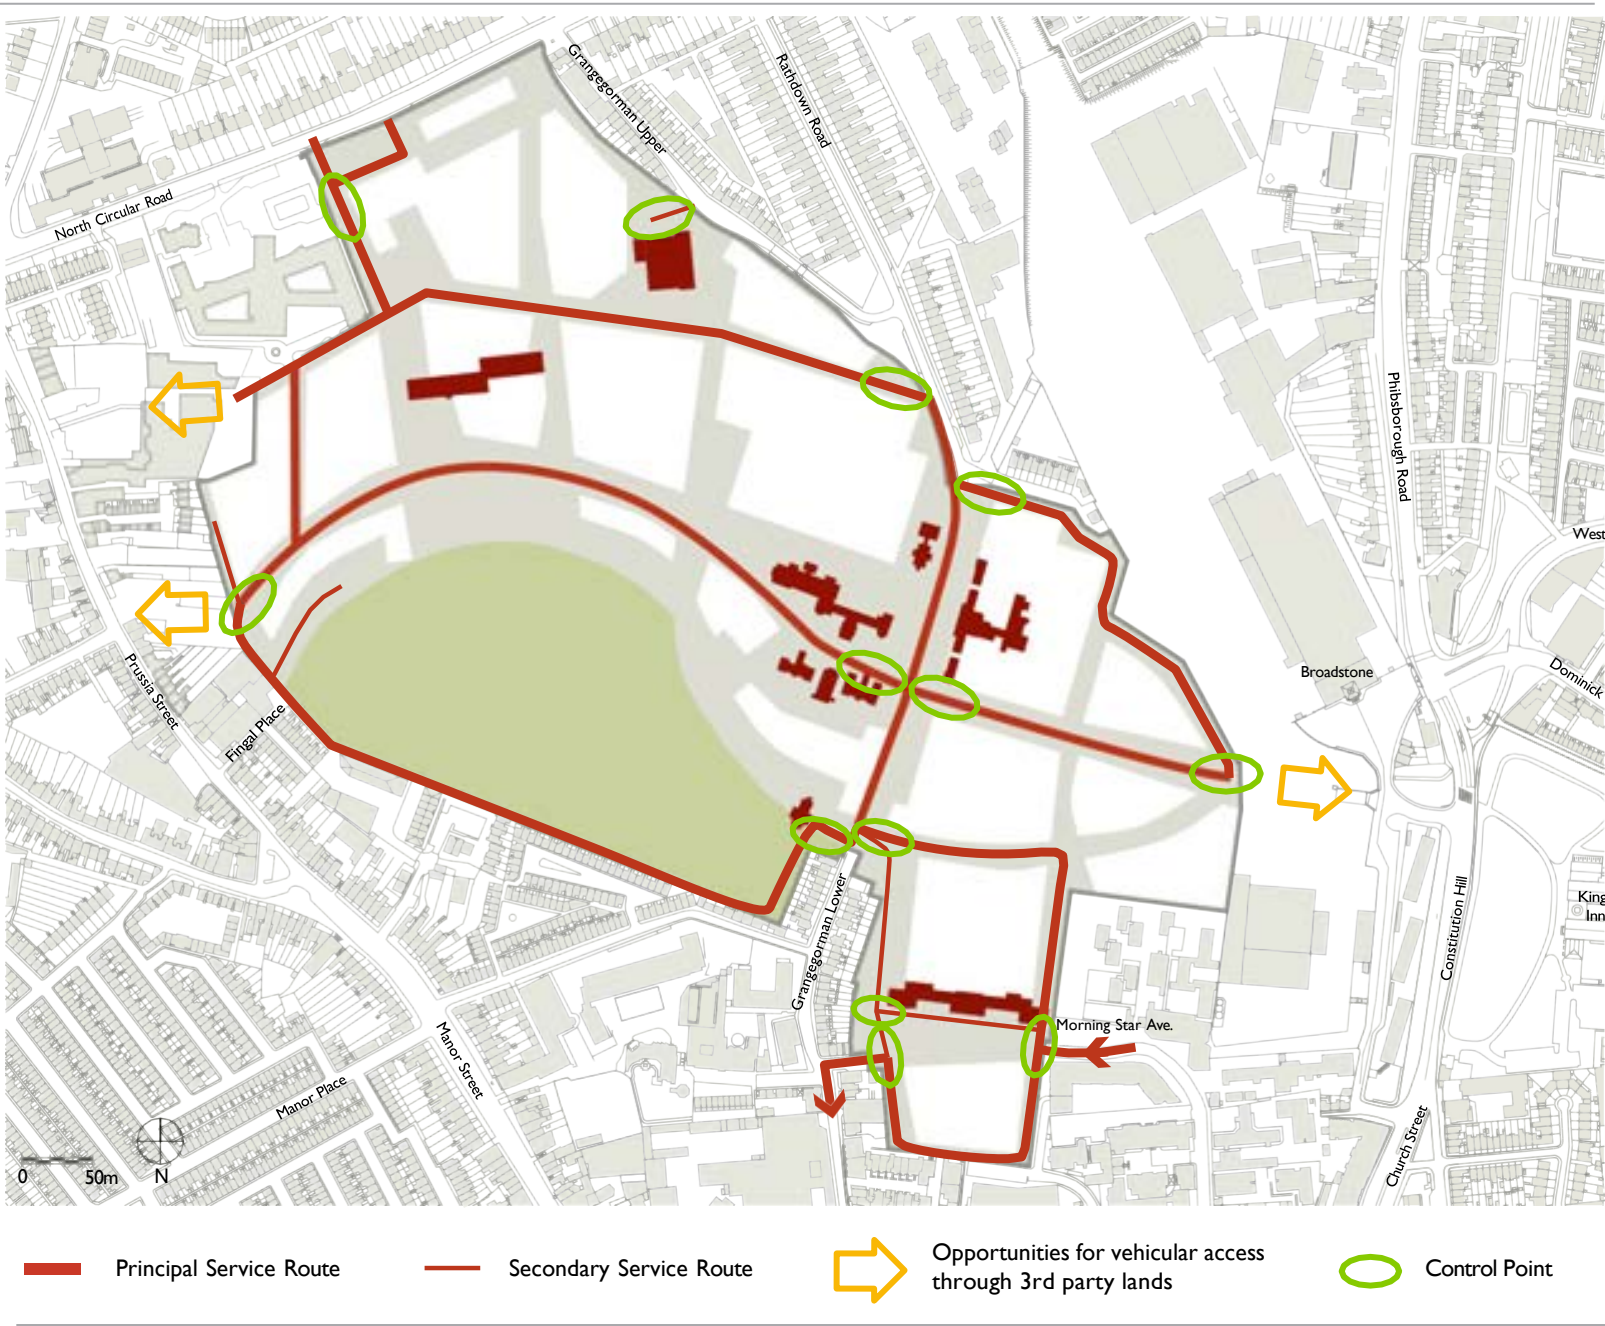 Grangegorman Upper
Rathdown Road
North Circular Road
Phibsborough Road
West
Broadstone
Dominick
Prussia Street
Fingal Place
Grangegorman Lower
Constitution Hill
King
Inn
Morning Star Ave.
Manor Street
Manor Place
Church Street
0 50m N
Principal Service Route
Secondary Service Route
Opportunities for vehicular access
through 3rd party lands
Control Point